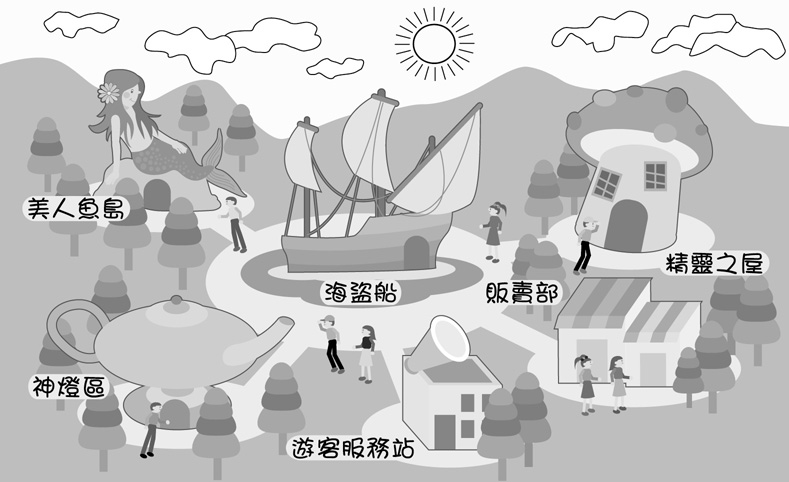 美人魚島
海盜船
販賣部
精靈之屋
神燈區
遊客服務站